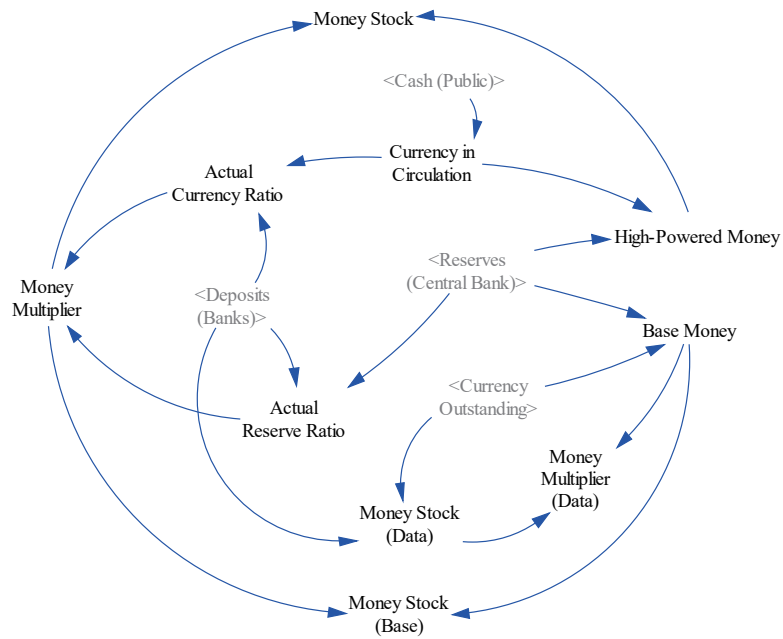 Money Stock
<Cash (Public)>
Currency in
Circulation
Actual
Currency Ratio
High-Powered Money
<Reserves
(Central Bank)>
Money
Multiplier
<Deposits
(Banks)>
Base Money
<Currency
Outstanding>
Actual
Reserve Ratio
Money
Multiplier
(Data)
Money Stock
(Data)
Money Stock
(Base)